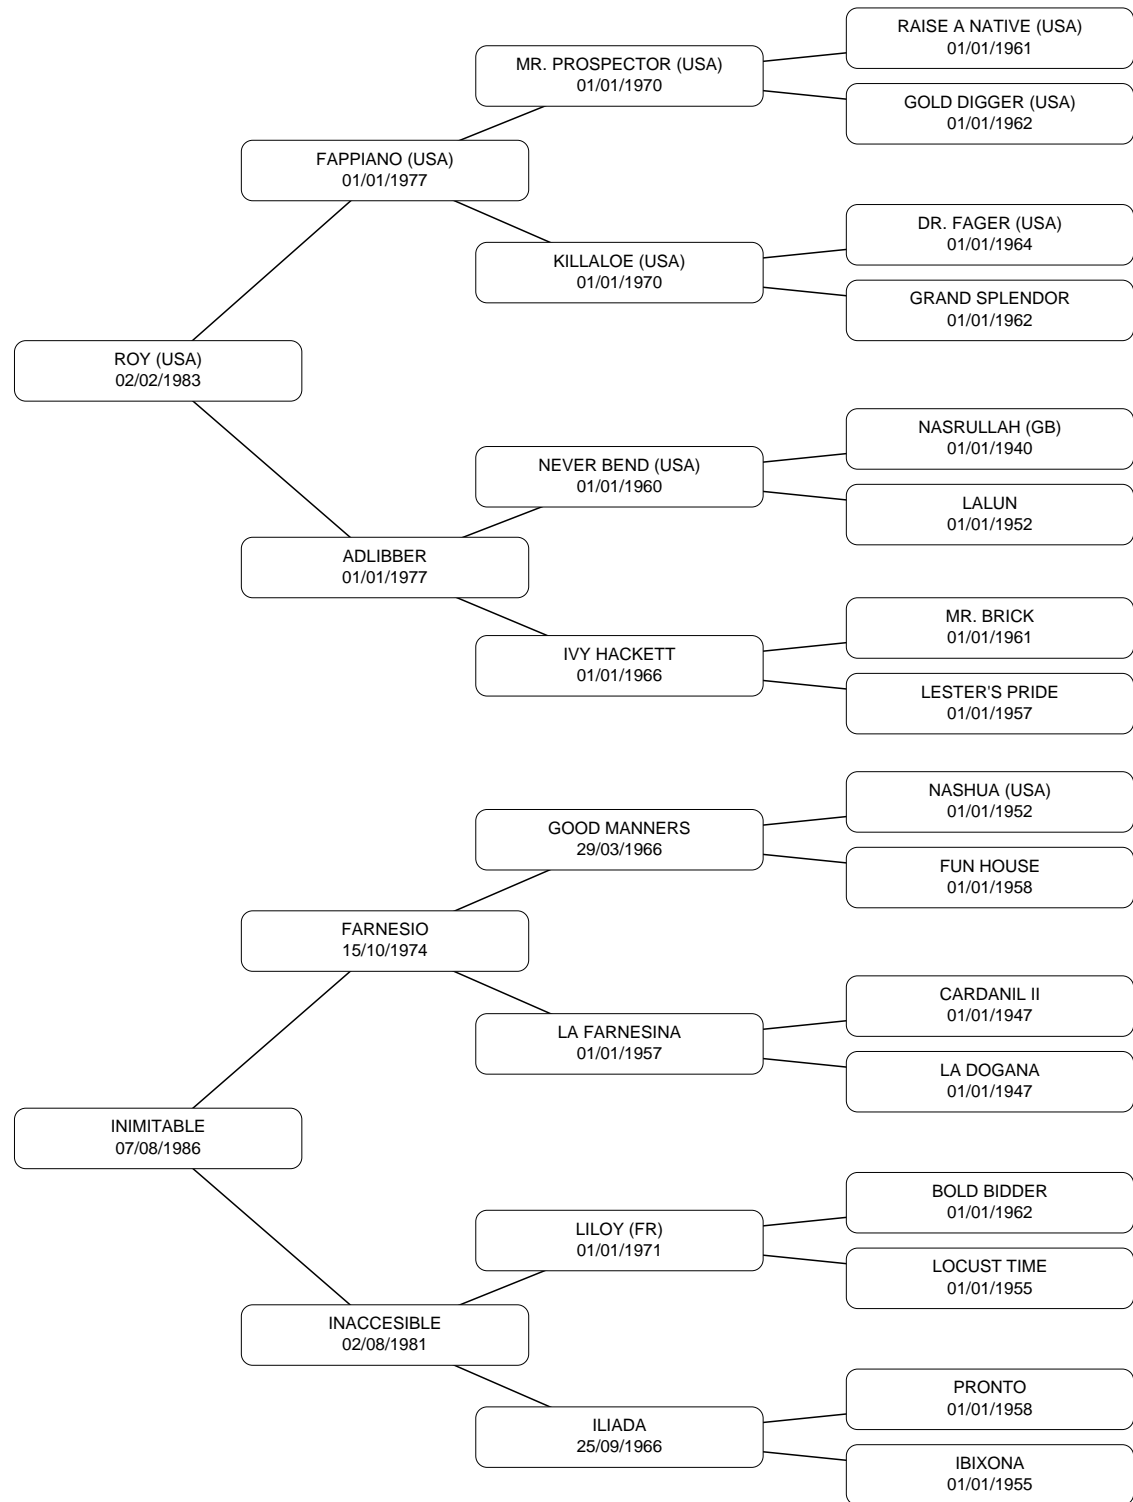 RAISE A NATIVE (USA)
01/01/1961
MR. PROSPECTOR (USA)
01/01/1970
GOLD DIGGER (USA)
01/01/1962
FAPPIANO (USA)
01/01/1977
DR. FAGER (USA)
01/01/1964
KILLALOE (USA)
01/01/1970
GRAND SPLENDOR
01/01/1962
ROY (USA)
02/02/1983
NASRULLAH (GB)
01/01/1940
NEVER BEND (USA)
01/01/1960
LALUN
01/01/1952
ADLIBBER
01/01/1977
MR. BRICK
01/01/1961
IVY HACKETT
01/01/1966
LESTER'S PRIDE
01/01/1957
NASHUA (USA)
01/01/1952
GOOD MANNERS
29/03/1966
FUN HOUSE
01/01/1958
FARNESIO
15/10/1974
CARDANIL II
01/01/1947
LA FARNESINA
01/01/1957
LA DOGANA
01/01/1947
INIMITABLE
07/08/1986
BOLD BIDDER
01/01/1962
LILOY (FR)
01/01/1971
LOCUST TIME
01/01/1955
INACCESIBLE
02/08/1981
PRONTO
01/01/1958
ILIADA
25/09/1966
IBIXONA
01/01/1955